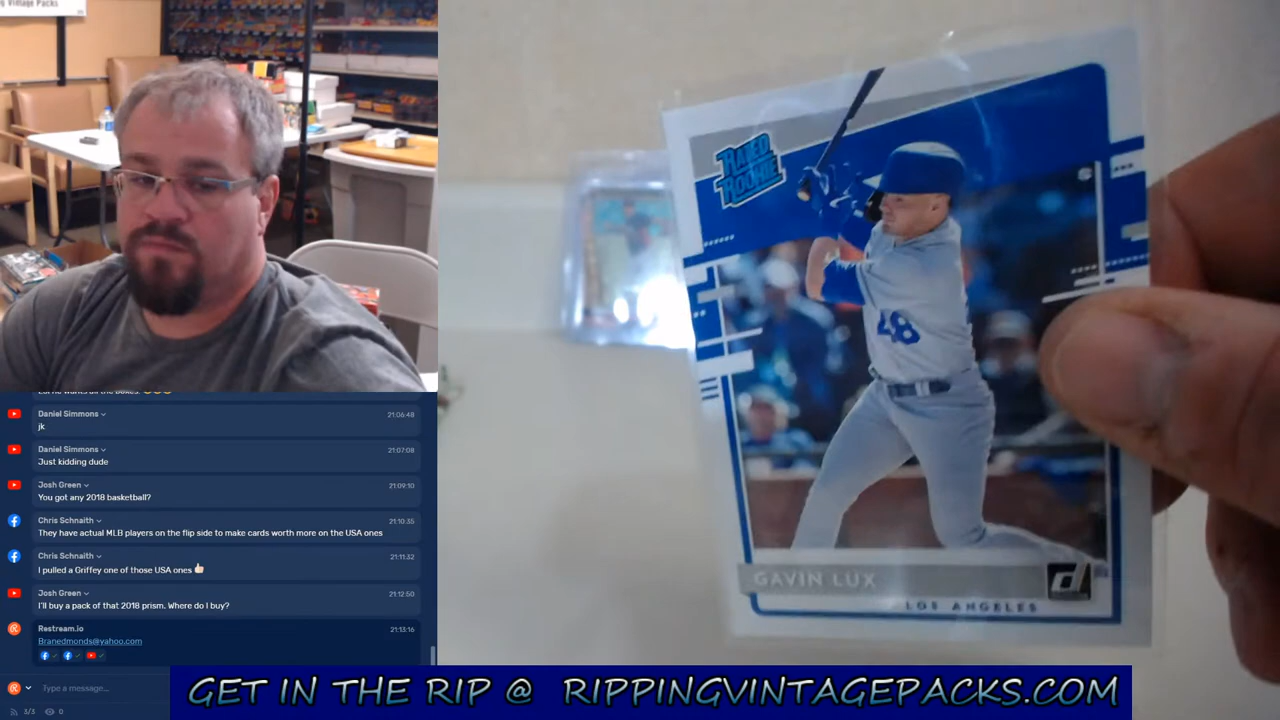 g Vintage Packs
Daniel Simmons 21:06:48
jk
Daniel Simmons 21:07:08
Just kidding dude
Josh Green 21:09:10
You got any 2018 basketball?
Chris Schnaith 21:10:35
They have actual MLB players on the flip side to make cards worth more on the USA ones
Chris Schnaith 21:11:32
I pulled a Griffey one of those USA ones 👍🏻
Josh Green 21:12:50
I'll buy a pack of that 2018 prism. Where do I buy?
Restream.io 21:13:16
Branedmonds@yahoo.com
Type a message...
3/3 0
RATED
ROOKIE
48
GAVIN LUX
d
LOS ANGELES
GET IN THE RIP @ RIPPINGVINTAGEPACKS.COM